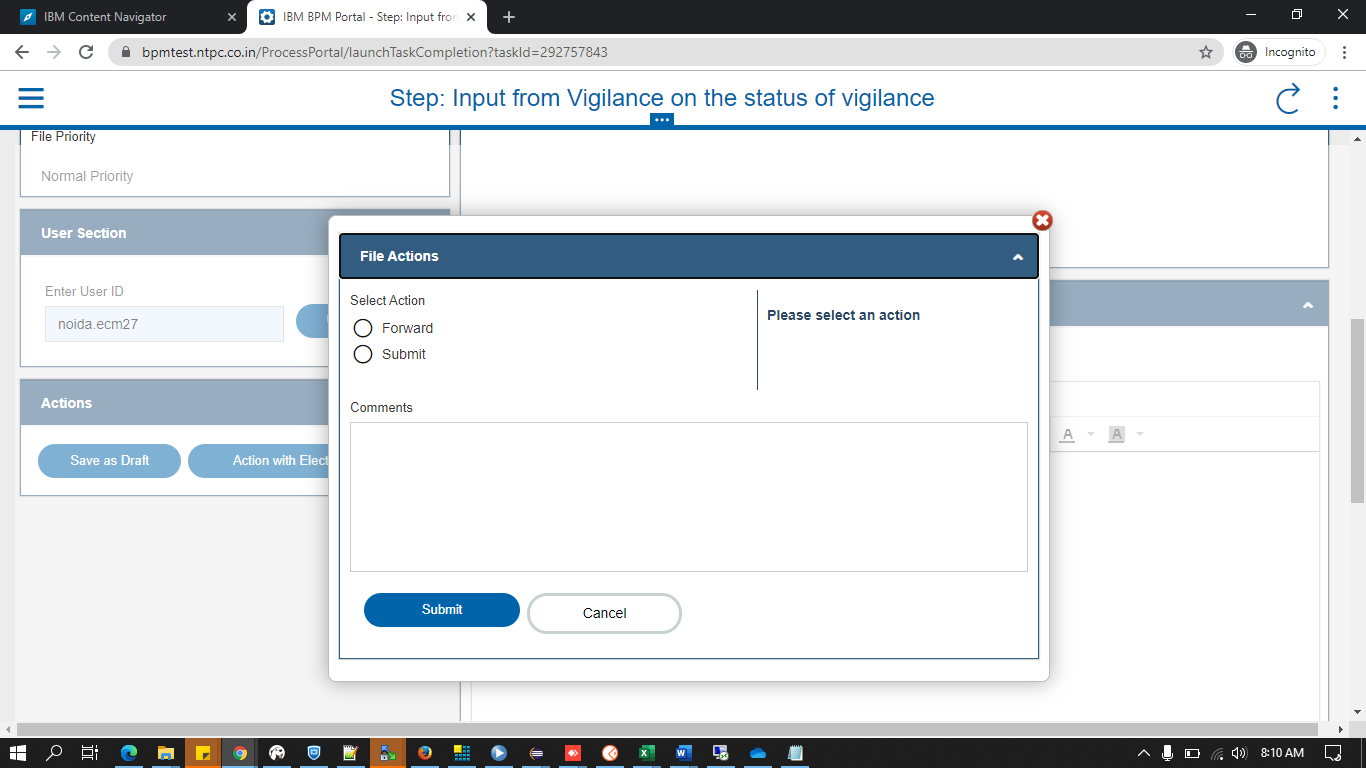 IBM Content Navigator
IBM BPM Portal - Step: Input from
bpmtest.ntpc.co.in/ProcessPortal/launchTaskCompletion?taskId=292757843
Incognito
Step: Input from Vigilance on the status of vigilance
File Priority
Normal Priority
User Section
Enter User ID
noida.ecm27
Actions
Save as Draft
Action with Elect
File Actions
Select Action
Forward
Submit
Please select an action
Comments
Submit
Cancel
A
A
8:10 AM